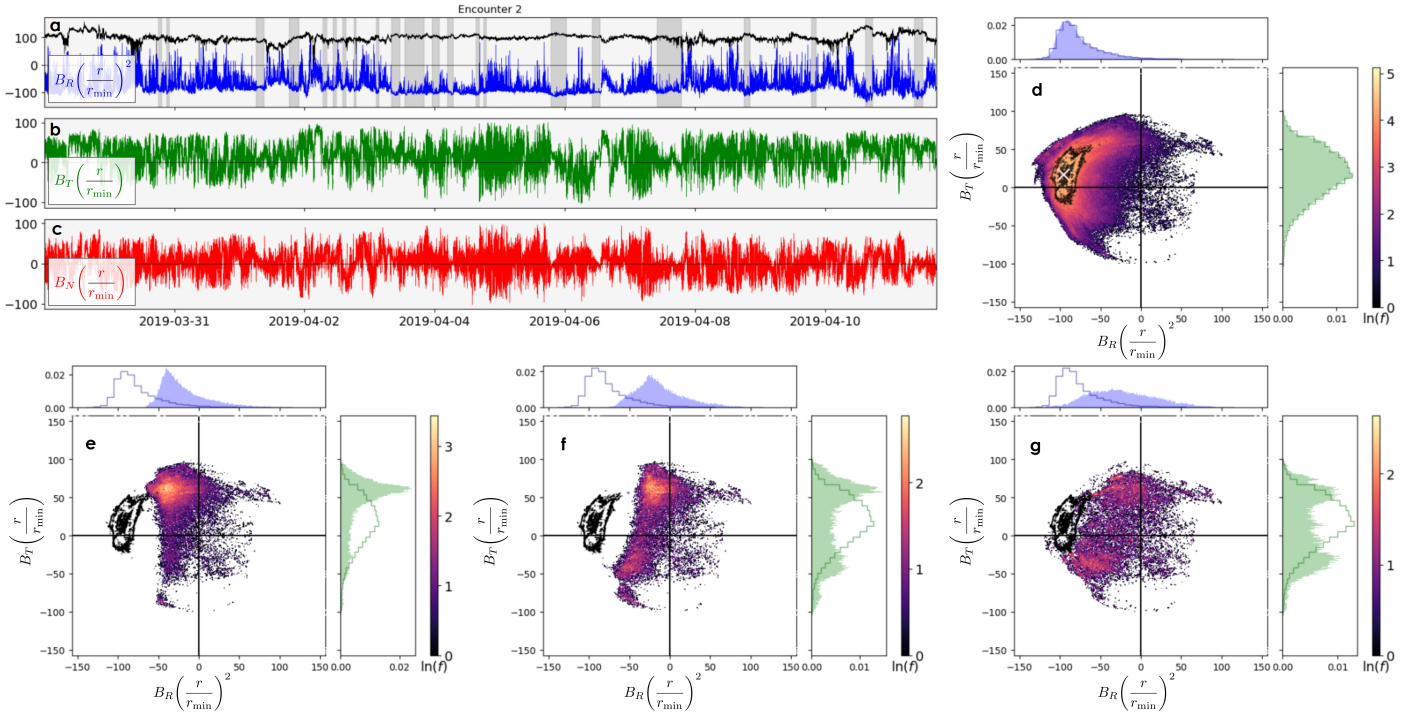 Encounter 2
a
100
0
−100
B_R (r/r_min)^2
b
100
0
−100
B_T (r/r_min)
c
100
0
−100
B_N (r/r_min)
2019-03-31 2019-04-02 2019-04-04 2019-04-06 2019-04-08 2019-04-10
0.02
0.00
d
150
100
50
0
−50
−100
−150
B_T (r/r_min)
−150 −100 −50 0 50 100 150
B_R (r/r_min)^2
0.00 0.01
5
4
3
2
1
0
ln(f)
0.02
0.00
e
150
100
50
0
−50
−100
−150
B_T (r/r_min)
−150 −100 −50 0 50 100 150
B_R (r/r_min)^2
0.00 0.02
3
2
1
0
ln(f)
0.02
0.00
f
150
100
50
0
−50
−100
−150
B_T (r/r_min)
−150 −100 −50 0 50 100 150
B_R (r/r_min)^2
0.00 0.01
2
1
0
ln(f)
0.02
0.00
g
150
100
50
0
−50
−100
−150
B_T (r/r_min)
−150 −100 −50 0 50 100 150
B_R (r/r_min)^2
0.00 0.01
2
1
0
ln(f)